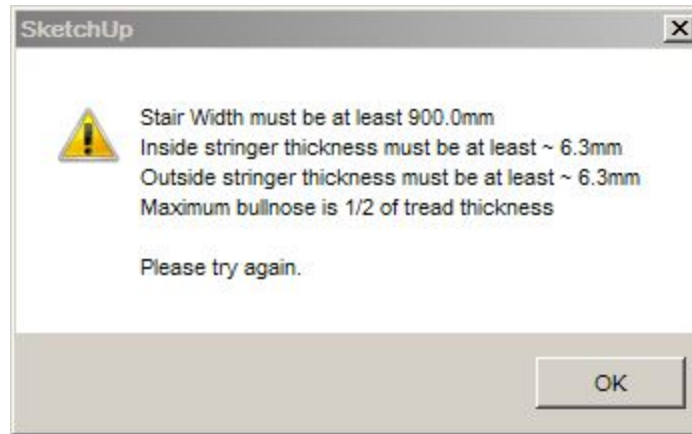 SketchUp
Stair Width must be at least 900.0mm
Inside stringer thickness must be at least ~ 6.3mm
Outside stringer thickness must be at least ~ 6.3mm
Maximum bullnose is 1/2 of tread thickness
Please try again.
OK